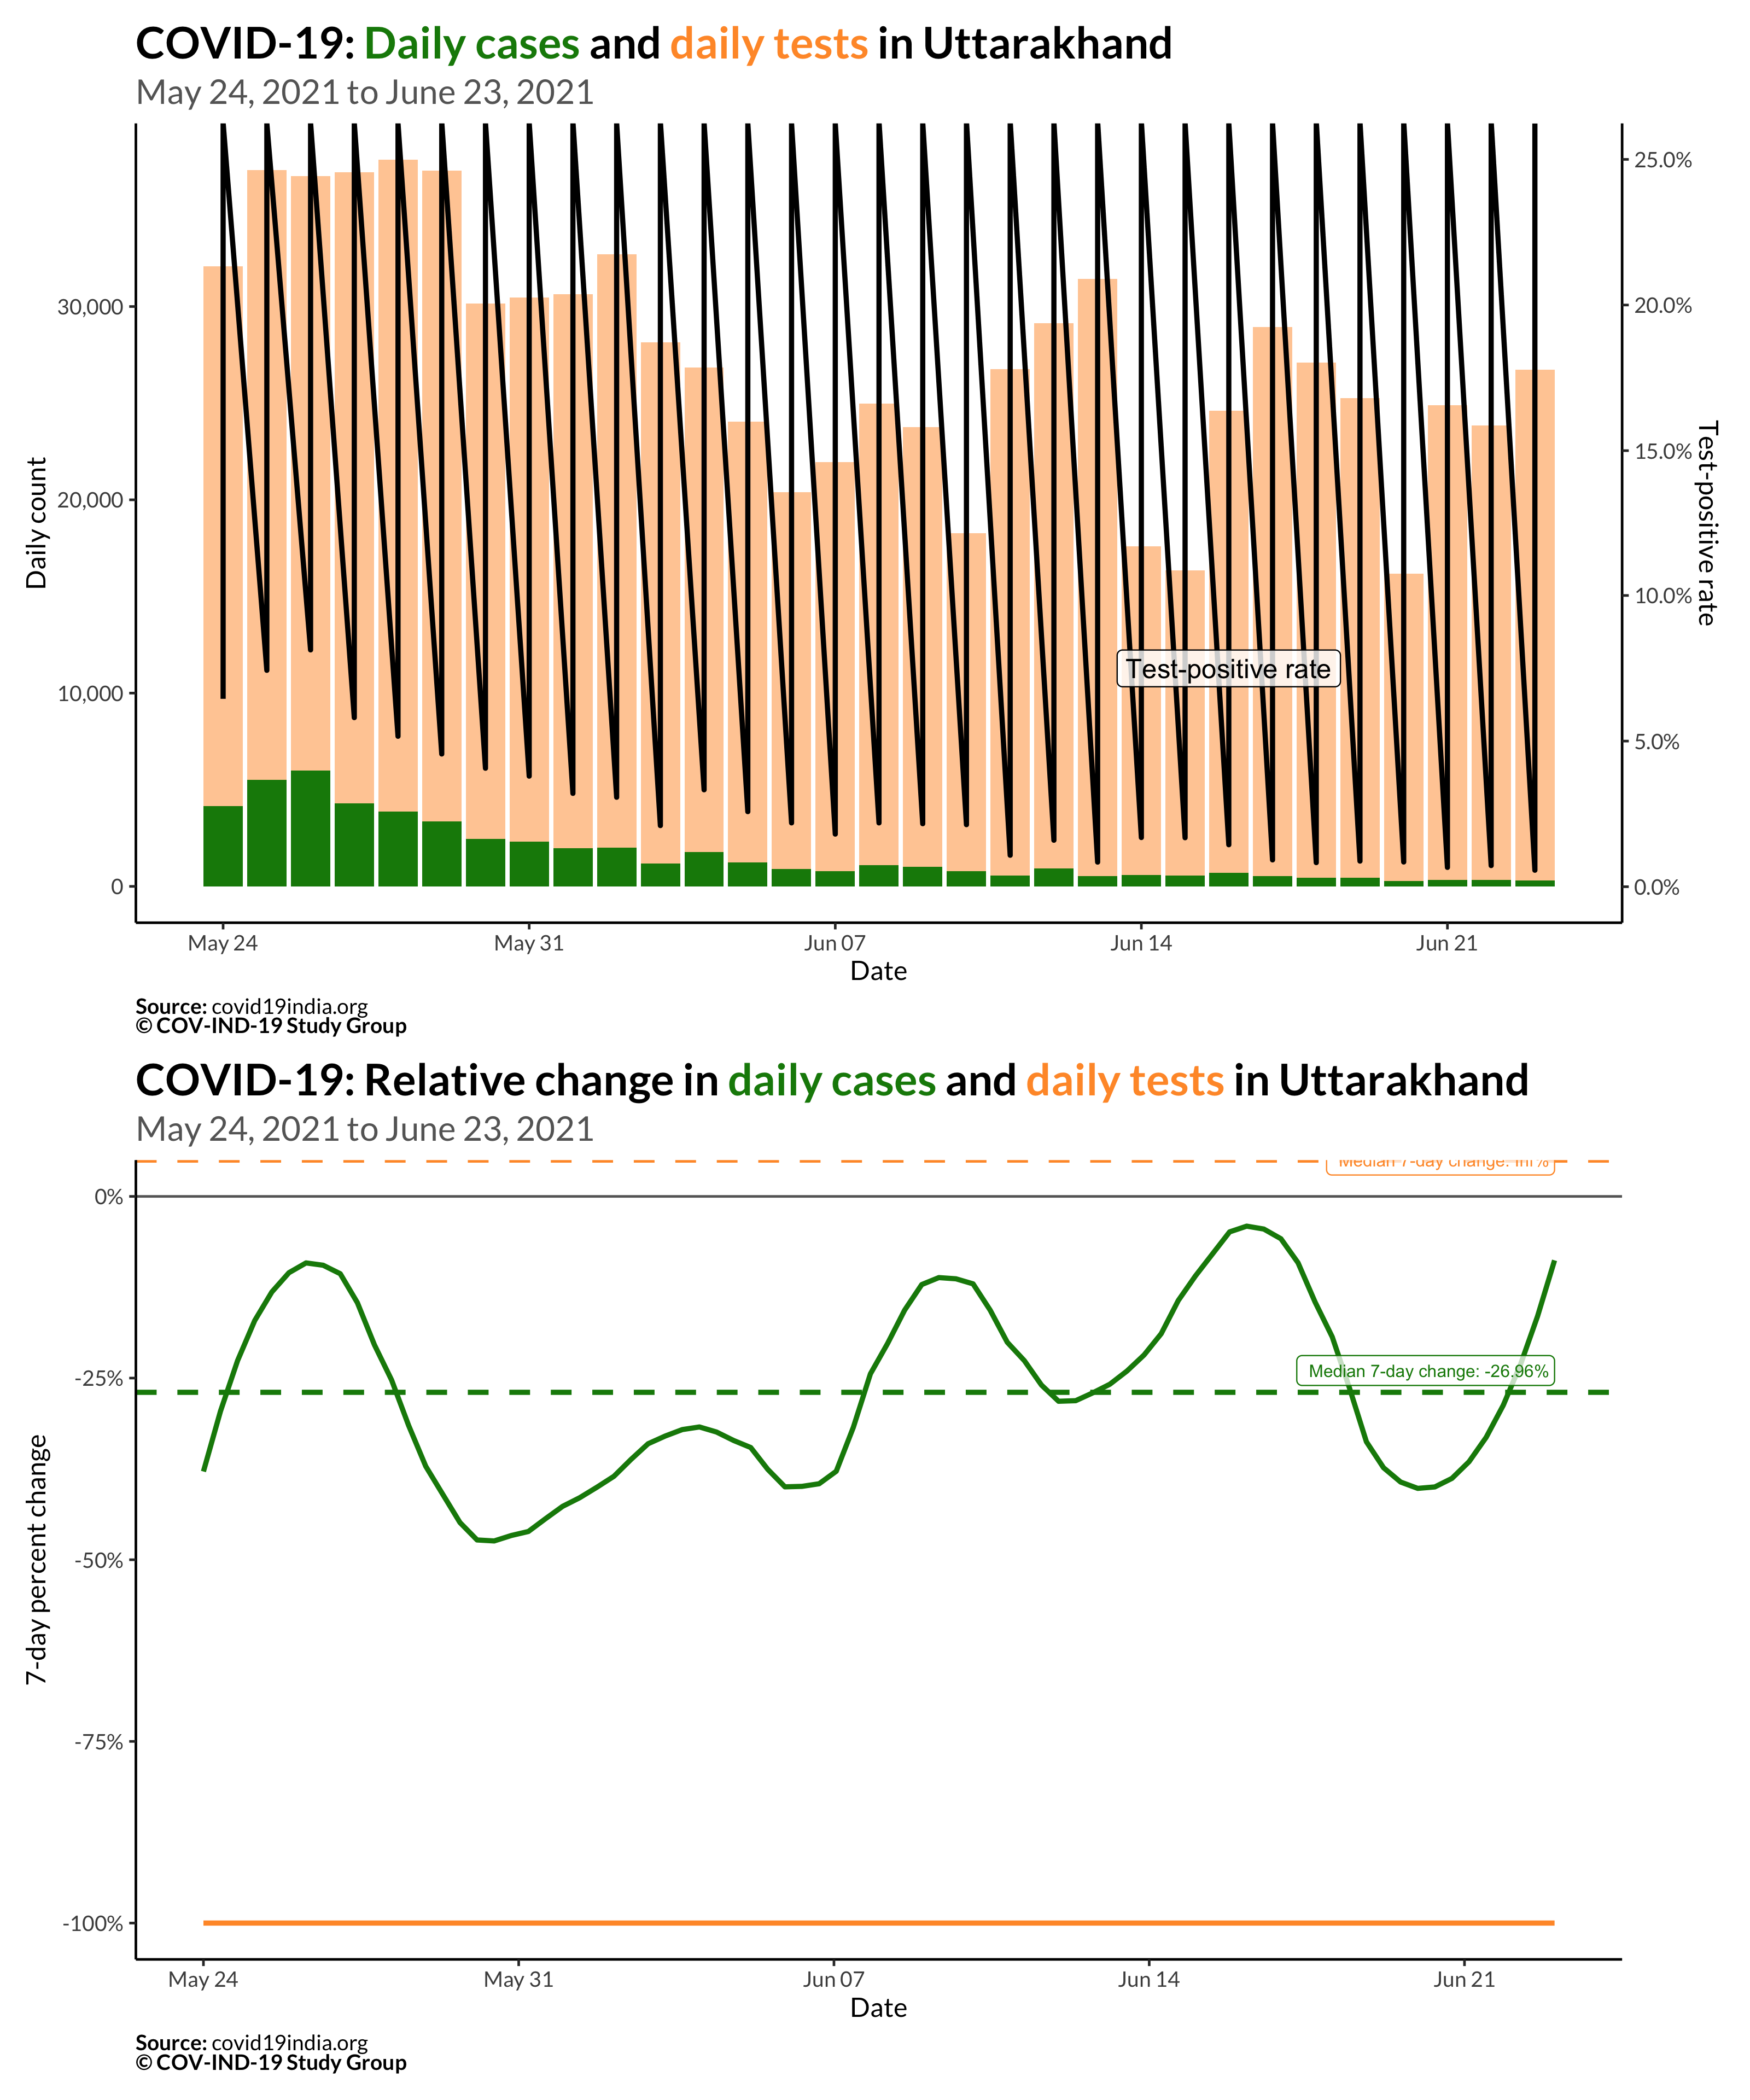 COVID-19: Daily cases and daily tests in Uttarakhand
May 24, 2021 to June 23, 2021
Daily count
30,000
20,000
10,000
0
25.0%
20.0%
15.0%
10.0%
5.0%
0.0%
Test-positive rate
Test-positive rate
May 24
May 31
Jun 07
Jun 14
Jun 21
Date
Source: covid19india.org
© COV-IND-19 Study Group
COVID-19: Relative change in daily cases and daily tests in Uttarakhand
May 24, 2021 to June 23, 2021
7-day percent change
Median 7-day change: Inf%
0%
-25%
-50%
-75%
-100%
Median 7-day change: -26.96%
May 24
May 31
Jun 07
Jun 14
Jun 21
Date
Source: covid19india.org
© COV-IND-19 Study Group